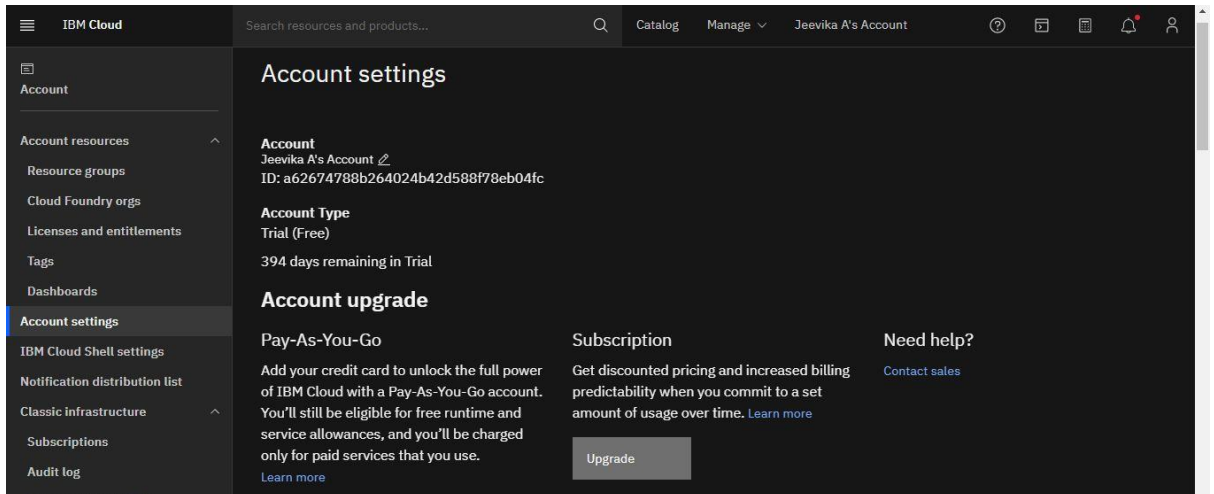 IBM Cloud
Search resources and products...
Catalog
Manage
Jeevika A's Account
Account
Account resources
Resource groups
Cloud Foundry orgs
Licenses and entitlements
Tags
Dashboards
Account settings
IBM Cloud Shell settings
Notification distribution list
Classic infrastructure
Subscriptions
Audit log
Account settings
Account
Jeevika A's Account
ID: a62674788b264024b42d588f78eb04fc
Account Type
Trial (Free)
394 days remaining in Trial
Account upgrade
Pay-As-You-Go
Add your credit card to unlock the full power
of IBM Cloud with a Pay-As-You-Go account.
You'll still be eligible for free runtime and
service allowances, and you'll be charged
only for paid services that you use.
Learn more
Subscription
Get discounted pricing and increased billing
predictability when you commit to a set
amount of usage over time. Learn more
Upgrade
Need help?
Contact sales